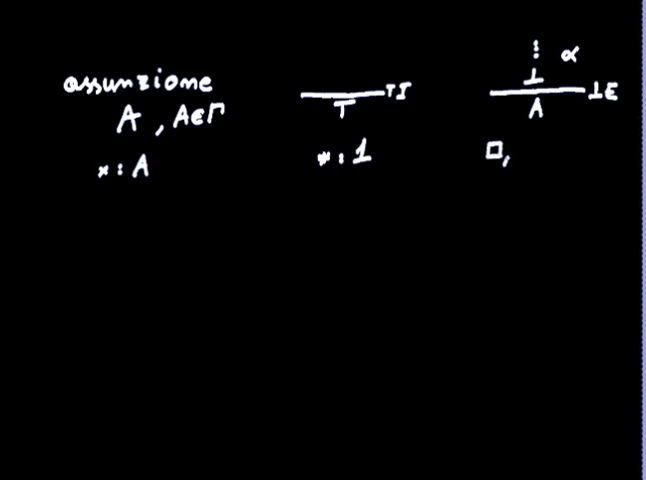 assunzione
A , A∈Γ
x : A
⊤I
⊤
* : 1
⋮ α
⊥
⊥E
A
□,